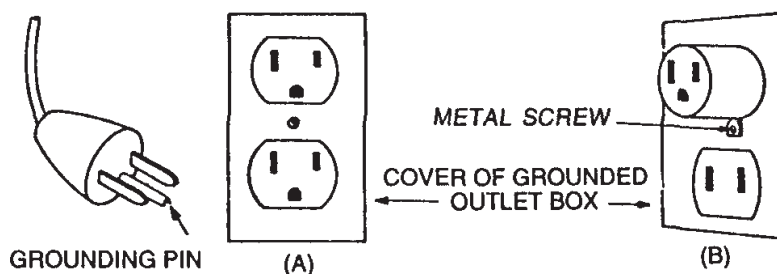 METAL SCREW
COVER OF GROUNDED
OUTLET BOX
GROUNDING PIN
(A)
(B)